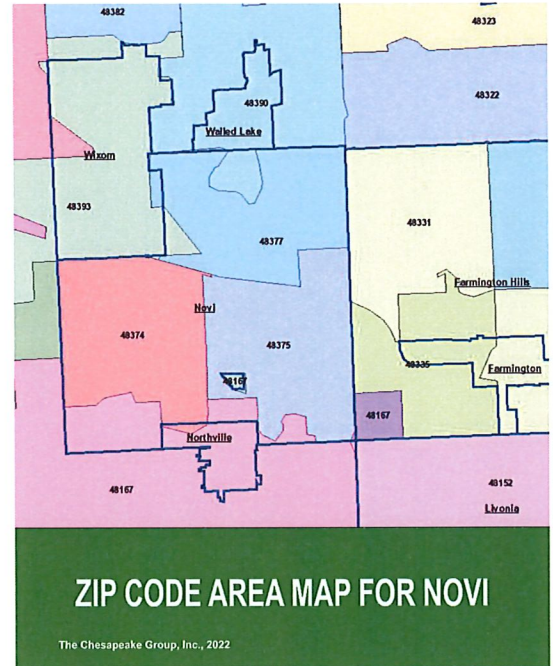 48382
48323
48322
48390
Walled Lake
Wixom
48393
48331
48377
Farmington Hills
Novi
48374
48375
48335
Farmington
48167
48167
Northville
48167
48152
Livonia
ZIP CODE AREA MAP FOR NOVI
The Chesapeake Group, Inc., 2022